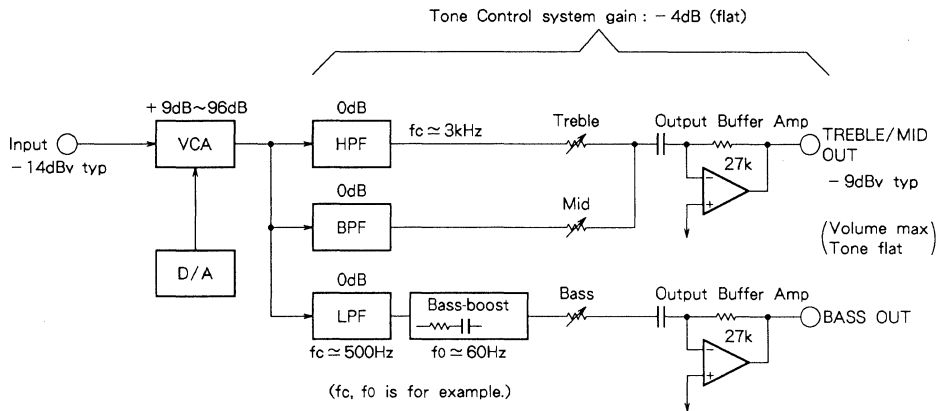 Tone Control system gain : − 4dB (flat)
+ 9dB~96dB
0dB
Input
VCA
HPF
fc ≃ 3kHz
Treble
Output Buffer Amp
TREBLE/MID
OUT
− 14dBv typ
27k
− 9dBv typ
0dB
Mid
BPF
(Volume max
Tone flat)
D/A
0dB
LPF
Bass-boost
Bass
Output Buffer Amp
BASS OUT
27k
fc ≃ 500Hz
f0 ≃ 60Hz
(fc, f0 is for example.)